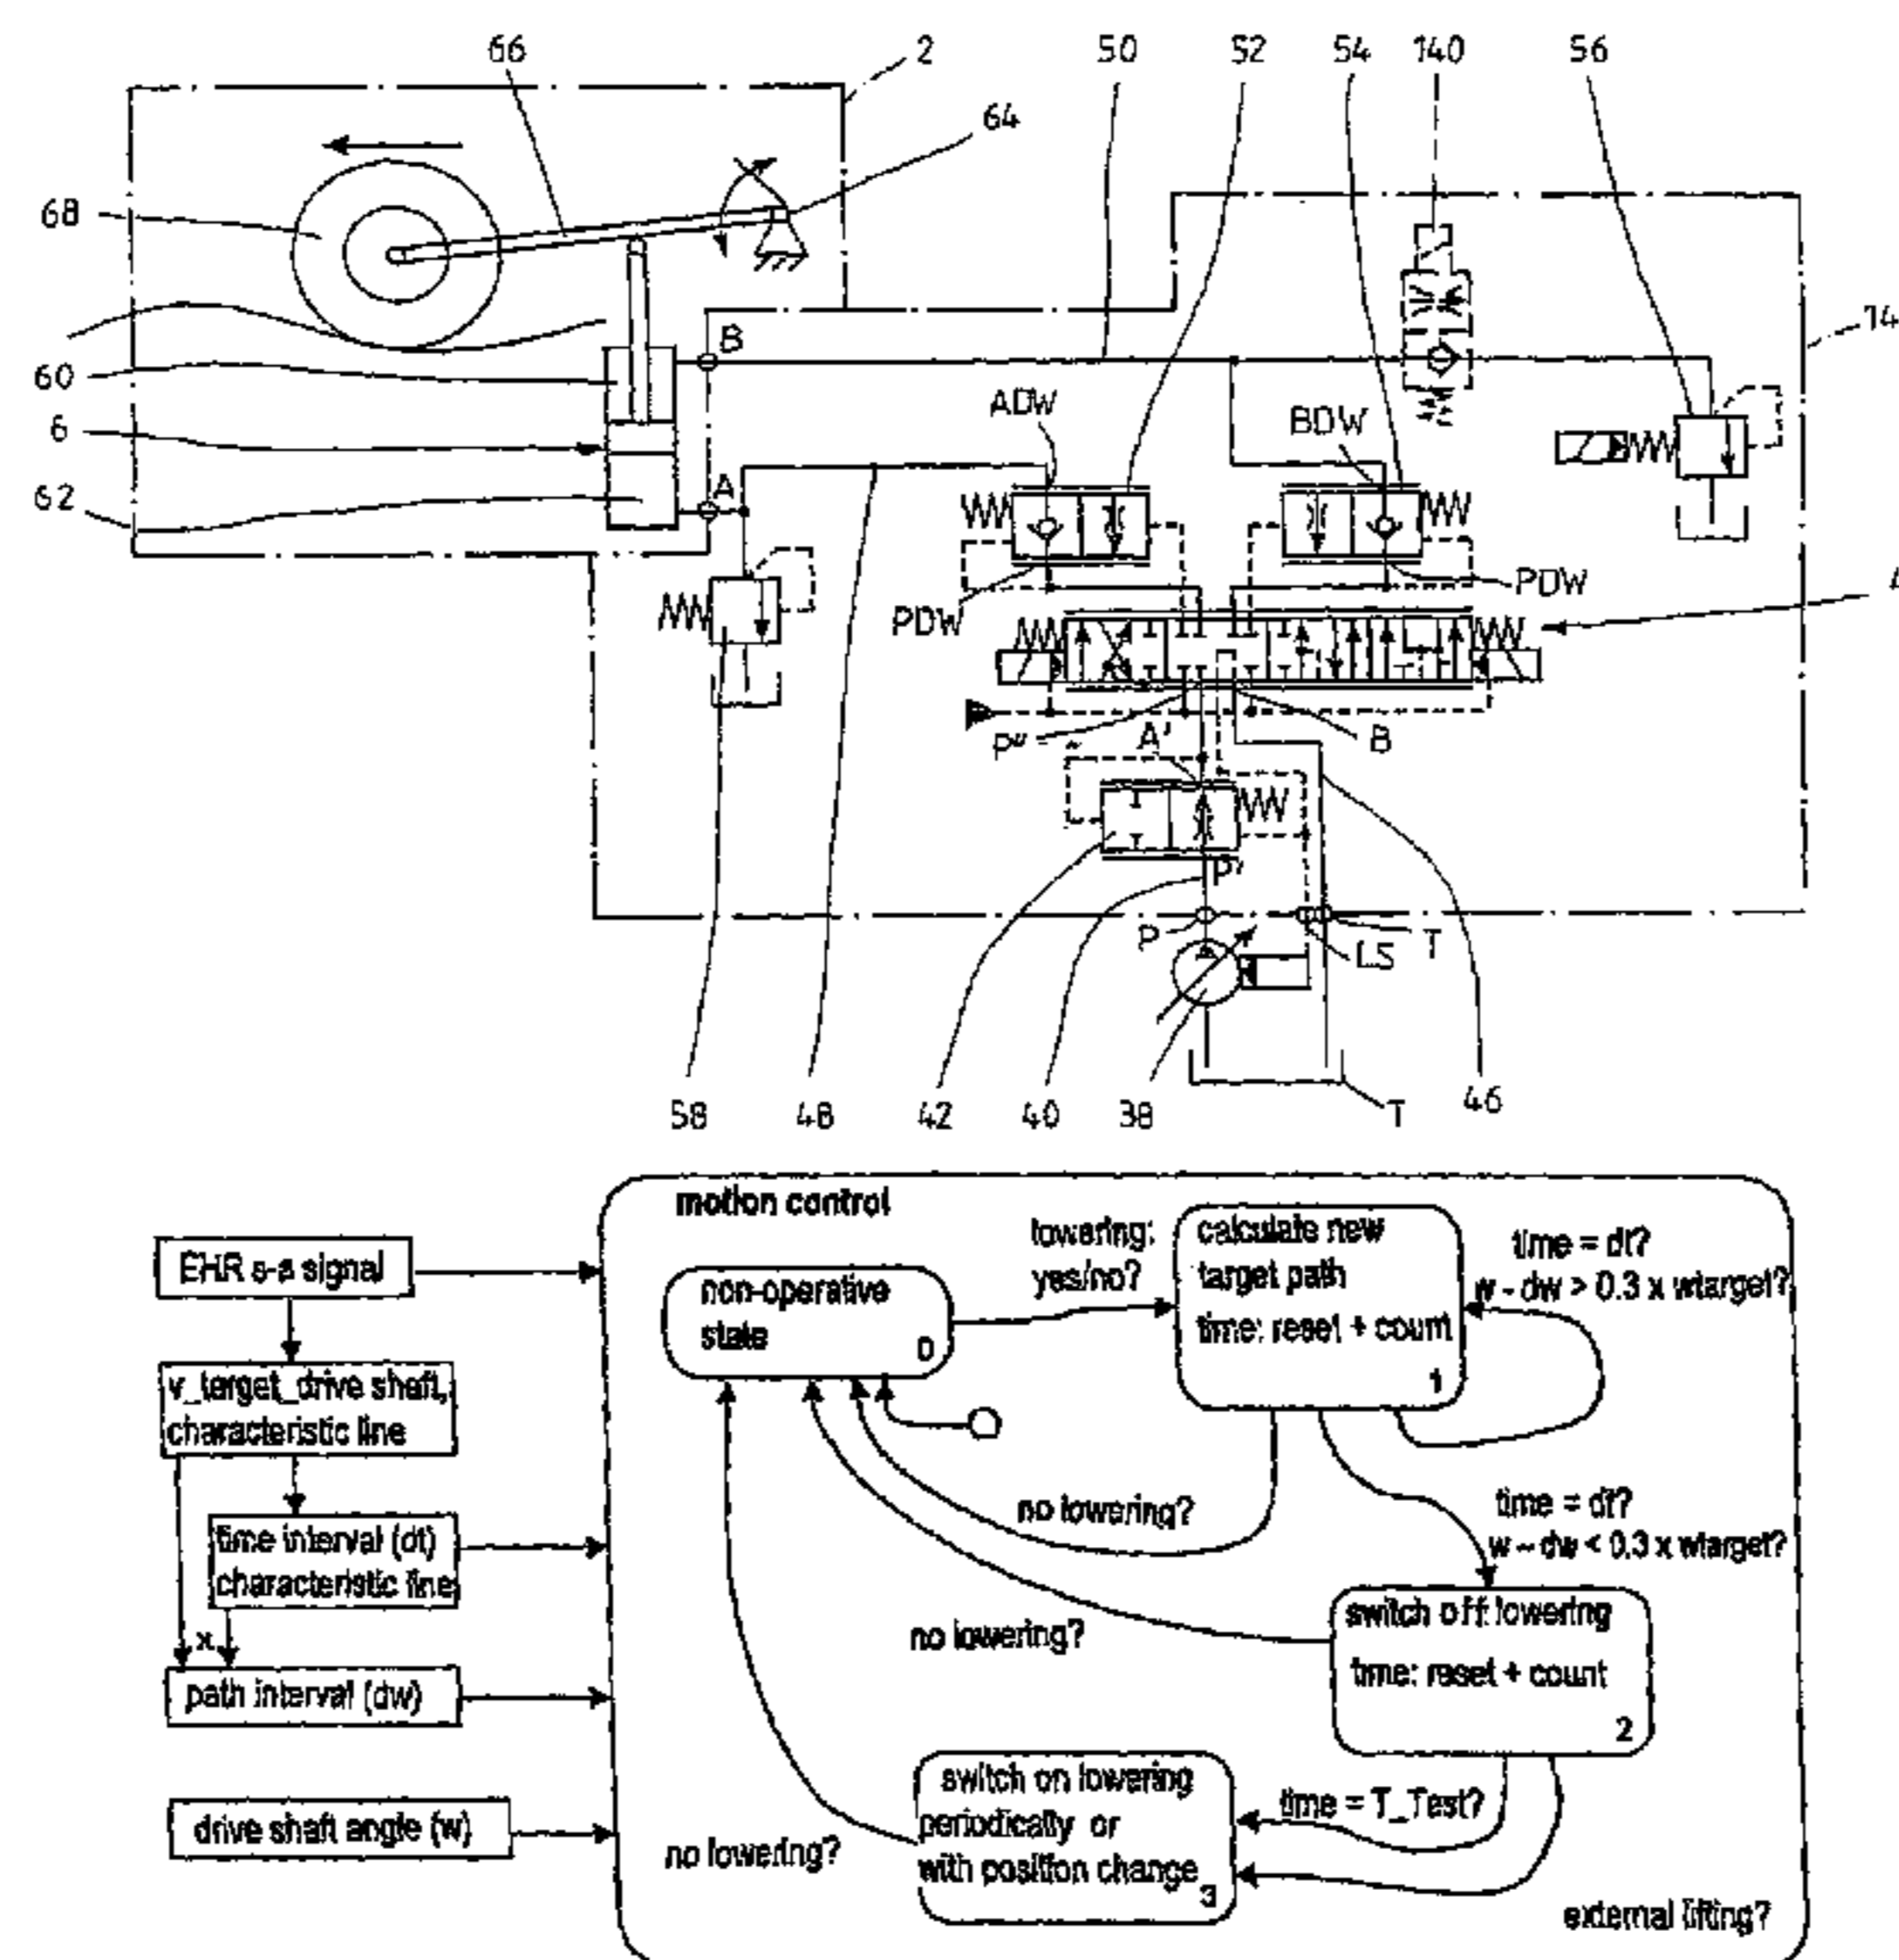 66
2
50
52
54
140
56
64
68
14
B
60
ADW
BDW
6
A
62
PDW
PDW
4
P"
A'
B
P'
P
LS
T
58
48
42
40
38
T
46
motion control
EHR s-a signal
lowering:
yes/no?
calculate new
target path
time: reset + count
1
time = dt?
w - dw > 0.3 x wtarget?
non-operative
state
0
v_target_drive shaft,
characteristic line
no lowering?
time = dt?
w - dw < 0.3 x wtarget?
time interval (dt)
characteristic line
x
path interval (dw)
no lowering?
switch off lowering
time: reset + count
2
drive shaft angle (w)
no lowering?
switch on lowering
periodically or
with position change
3
time = T_Test?
external lifting?